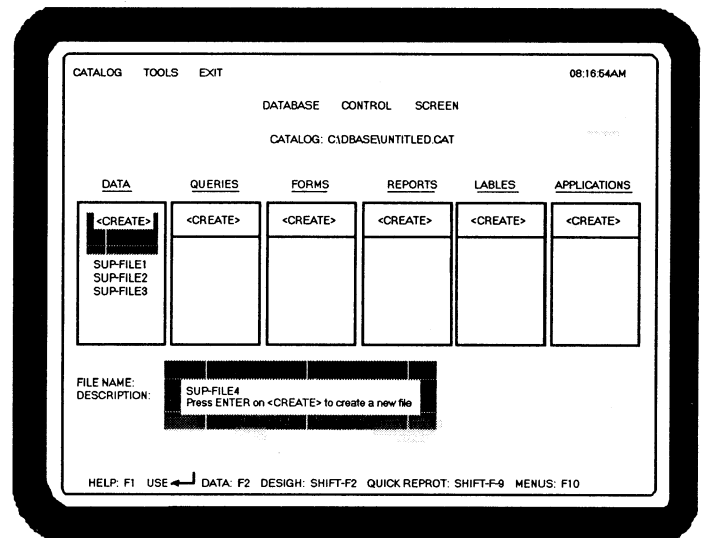 CATALOG TOOLS EXIT 08:16:54AM
DATABASE CONTROL SCREEN
CATALOG: C:\DBASE\UNTITLED.CAT
DATA QUERIES FORMS REPORTS LABLES APPLICATIONS
<CREATE> <CREATE> <CREATE> <CREATE> <CREATE> <CREATE>
SUP-FILE1
SUP-FILE2
SUP-FILE3
FILE NAME: SUP-FILE4
DESCRIPTION: Press ENTER on <CREATE> to create a new file
HELP: F1 USE DATA: F2 DESIGH: SHIFT-F2 QUICK REPROT: SHIFT-F-9 MENUS: F10